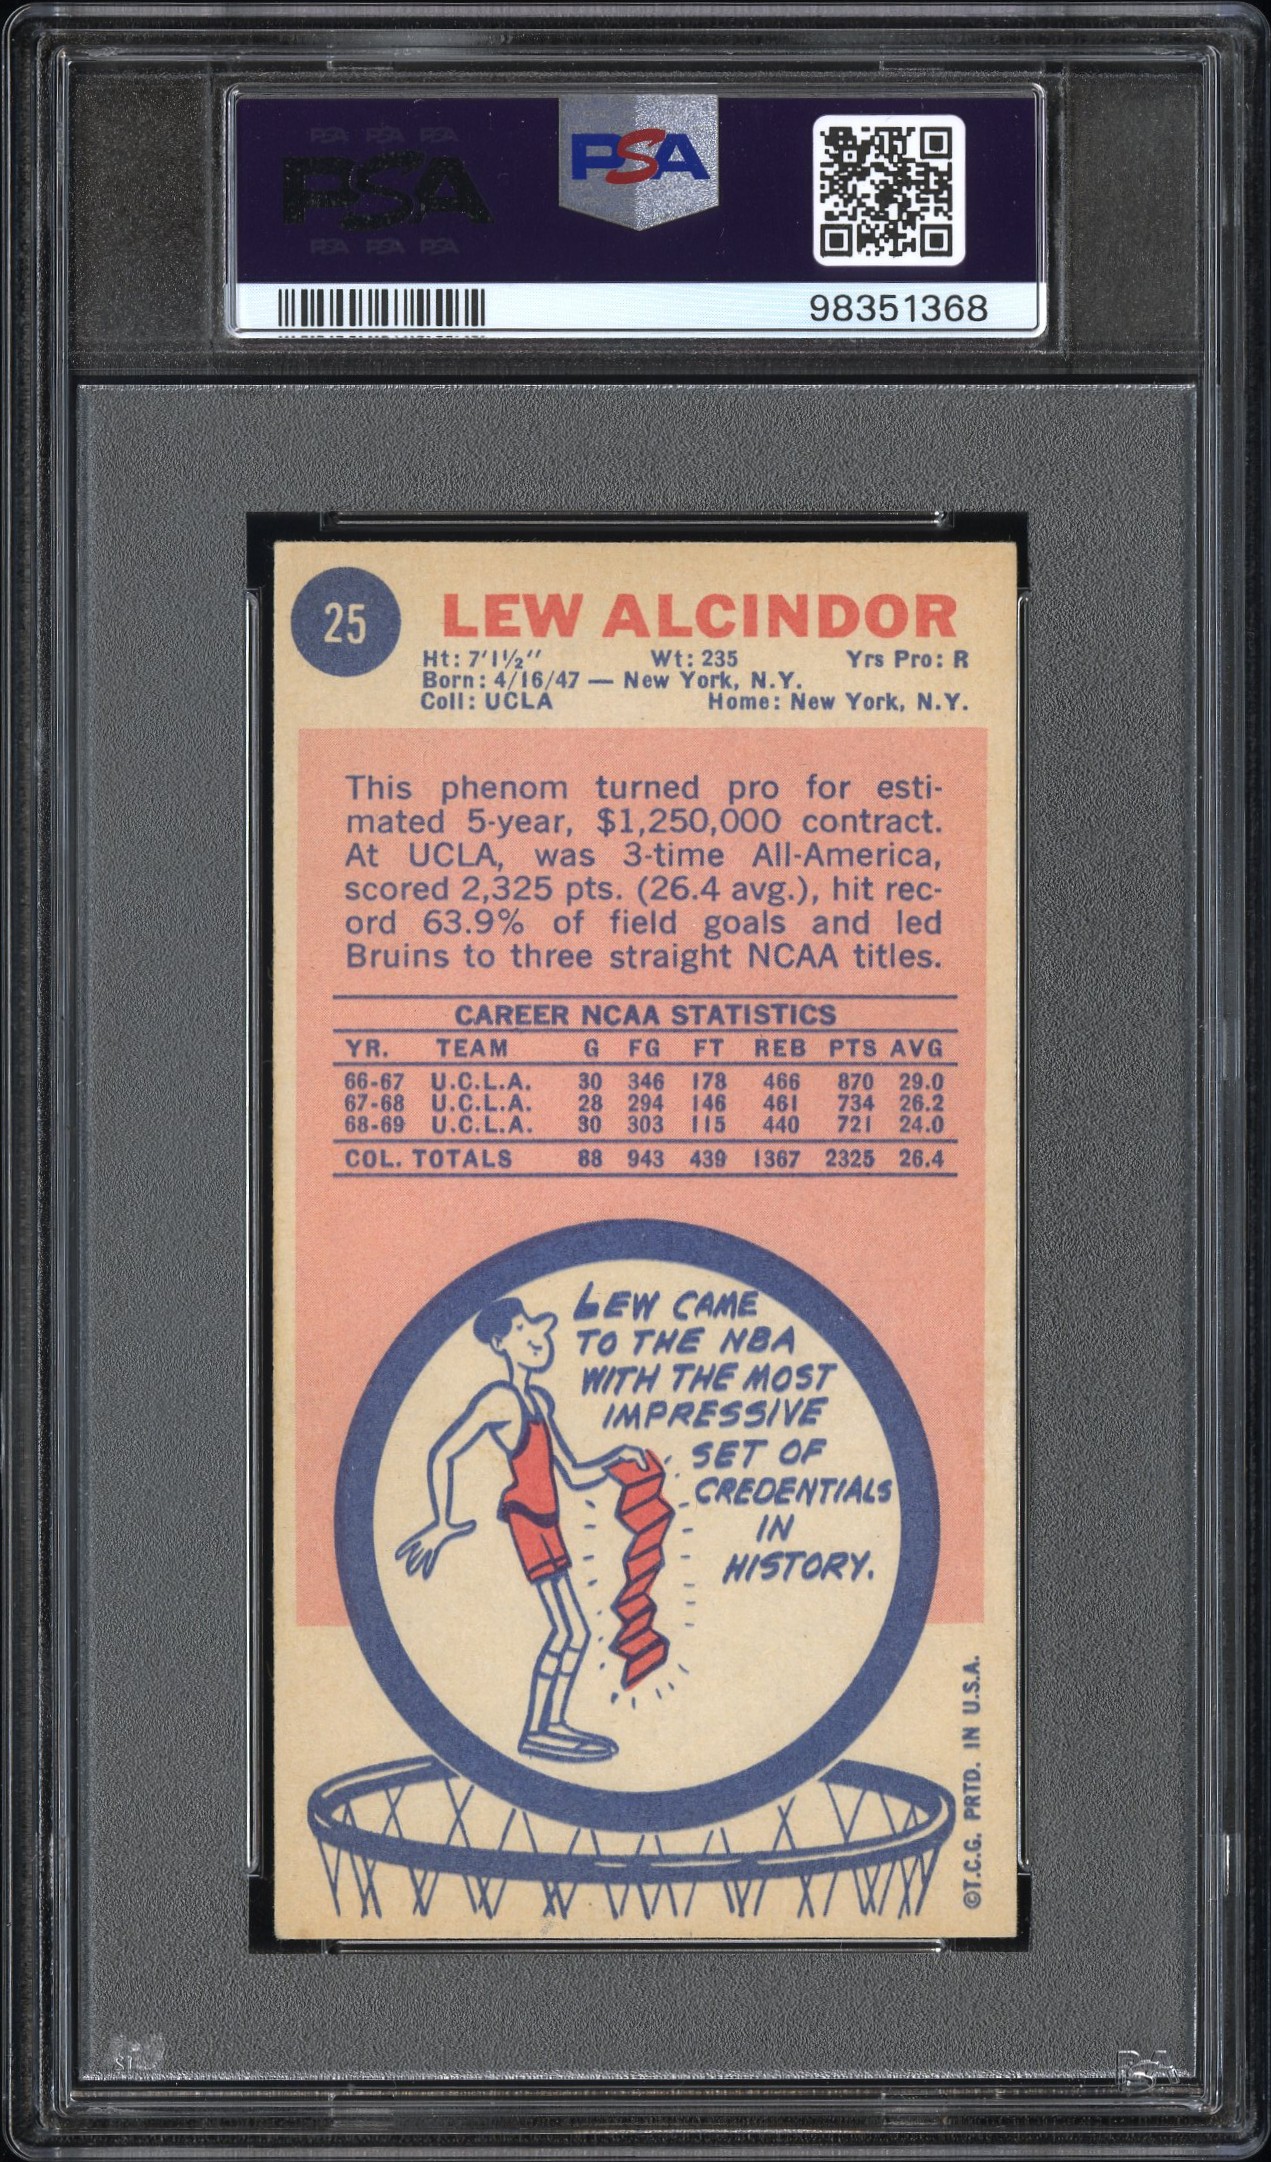 PSA PSA PSA
PSA
PSA PSA PSA
PSA
98351368
25
LEW ALCINDOR
Ht: 7'1½" Wt: 235 Yrs Pro: R
Born: 4/16/47 — New York, N.Y.
Coll: UCLA Home: New York, N.Y.
This phenom turned pro for esti-
mated 5-year, $1,250,000 contract.
At UCLA, was 3-time All-America,
scored 2,325 pts. (26.4 avg.), hit rec-
ord 63.9% of field goals and led
Bruins to three straight NCAA titles.
CAREER NCAA STATISTICS
YR. TEAM G FG FT REB PTS AVG
66-67 U.C.L.A. 30 346 178 466 870 29.0
67-68 U.C.L.A. 28 294 146 461 734 26.2
68-69 U.C.L.A. 30 303 115 440 721 24.0
COL. TOTALS 88 943 439 1367 2325 26.4
LEW CAME
TO THE NBA
WITH THE MOST
IMPRESSIVE
SET OF
CREDENTIALS
IN
HISTORY.
©T.C.G. PRTD. IN U.S.A.